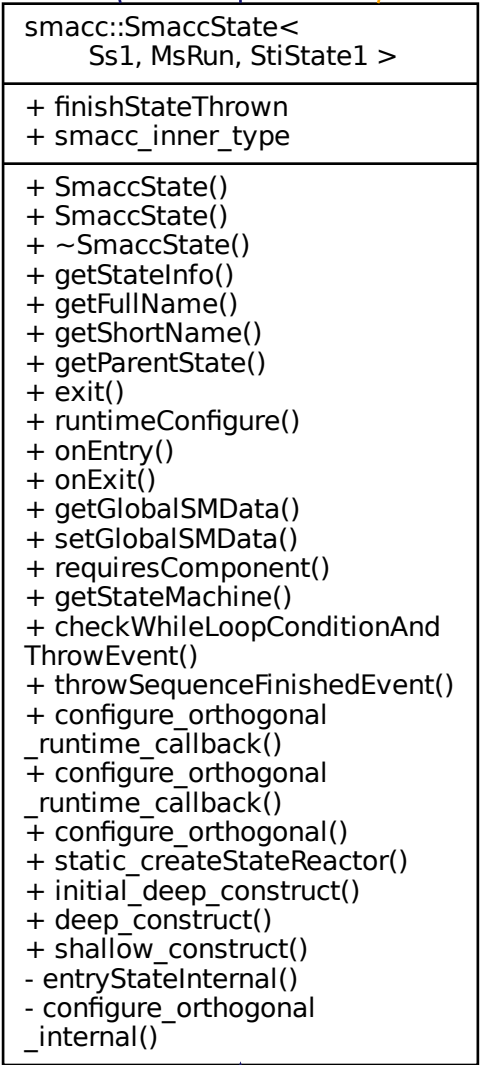 smacc::SmaccState<
Ss1, MsRun, StiState1 >
+ finishStateThrown
+ smacc_inner_type
+ SmaccState()
+ SmaccState()
+ ~SmaccState()
+ getStateInfo()
+ getFullName()
+ getShortName()
+ getParentState()
+ exit()
+ runtimeConfigure()
+ onEntry()
+ onExit()
+ getGlobalSMData()
+ setGlobalSMData()
+ requiresComponent()
+ getStateMachine()
+ checkWhileLoopConditionAnd
ThrowEvent()
+ throwSequenceFinishedEvent()
+ configure_orthogonal
_runtime_callback()
+ configure_orthogonal
_runtime_callback()
+ configure_orthogonal()
+ static_createStateReactor()
+ initial_deep_construct()
+ deep_construct()
+ shallow_construct()
- entryStateInternal()
- configure_orthogonal
_internal()